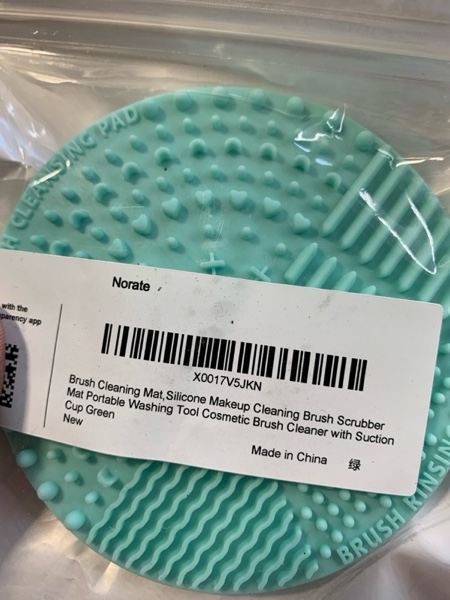 CLEANSING PAD
Norate
with the
parency app
X0017V5JKN
Brush Cleaning Mat,Silicone Makeup Cleaning Brush Scrubber
Mat Portable Washing Tool Cosmetic Brush Cleaner with Suction
Cup Green
New
Made in China 绿
BRUSH RINSING